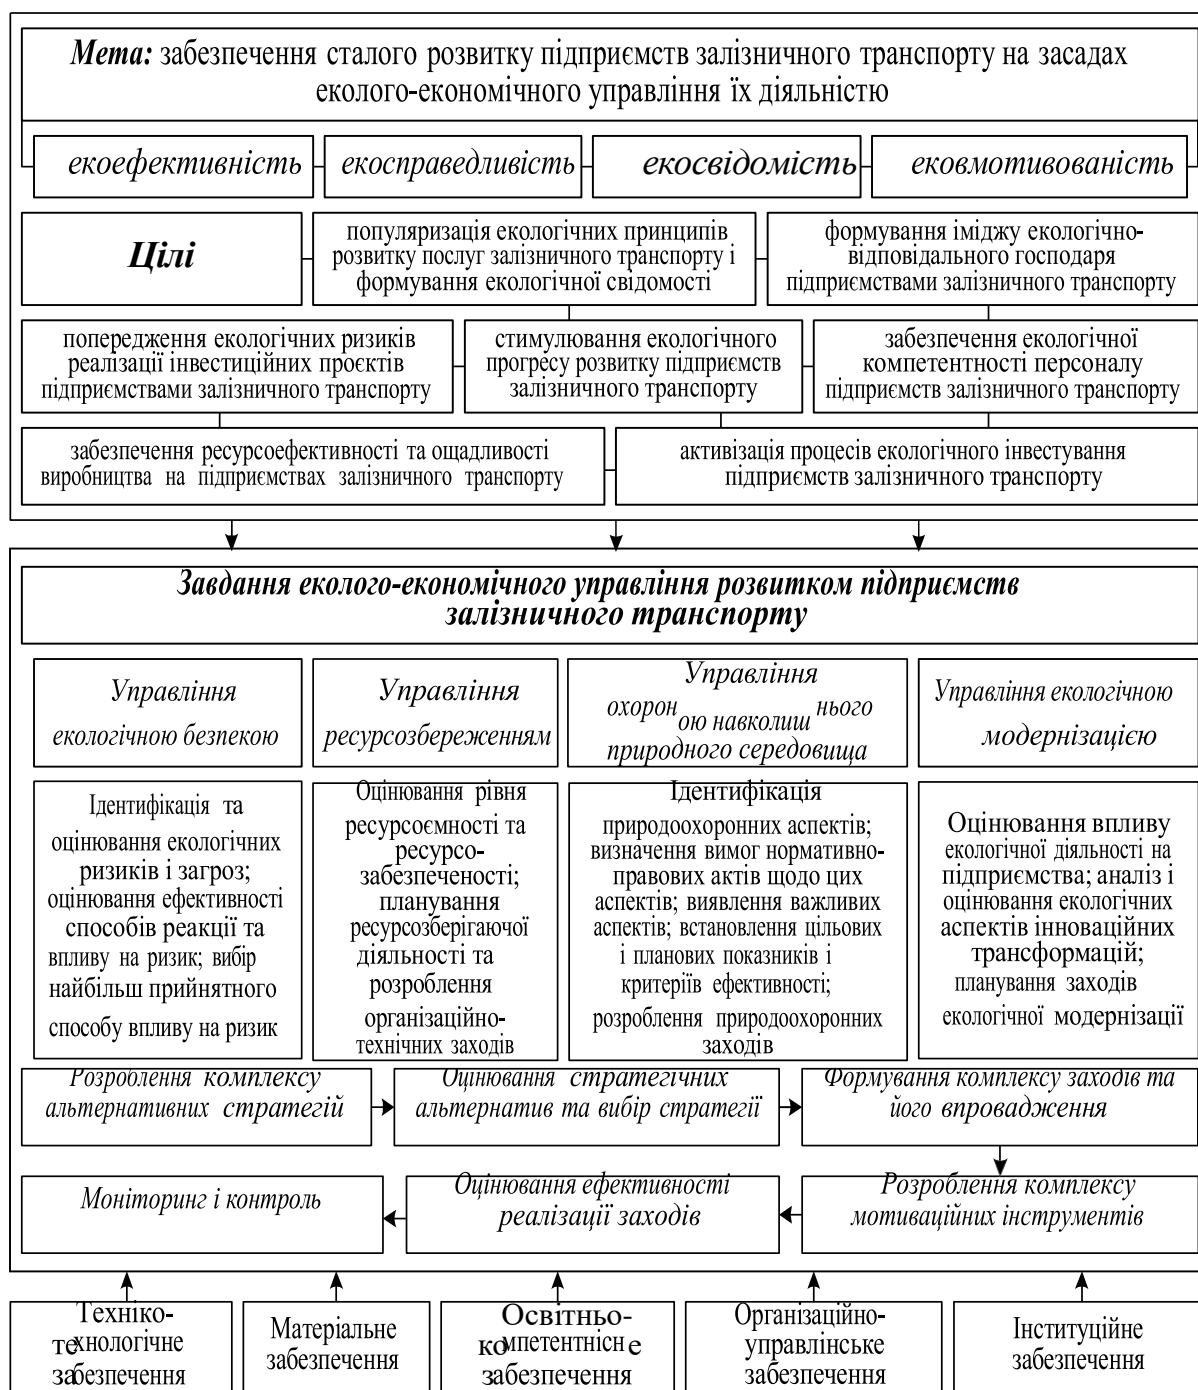 Мета: забезпечення сталого розвитку підприємств залізничного транспорту на засадах
еколого-економічного управління їх діяльністю
екоефективність
екосправедливість
екосвідомість
ековмотивованість
Цілі
популяризація екологічних принципів
розвитку послуг залізничного транспорту і
формування екологічної свідомості
формування іміджу екологічно-
відповідального господаря
підприємствами залізничного транспорту
попередження екологічних ризиків
реалізації інвестиційних проєктів
підприємствами залізничного транспорту
стимулювання екологічного
прогресу розвитку підприємств
залізничного транспорту
забезпечення екологічної
компетентності персоналу
підприємств залізничного транспорту
забезпечення ресурсоефективності та ощадливості
виробництва на підприємствах залізничного транспорту
активізація процесів екологічного інвестування
підприємств залізничного транспорту
Завдання еколого-економічного управління розвитком підприємств
залізничного транспорту
Управління
екологічною безпекою
Управління
ресурсозбереженням
Управління
охороною навколишнього
природного середовища
Управління екологічною
модернізацією
Ідентифікація та
оцінювання екологічних
ризиків і загроз;
оцінювання ефективності
способів реакції та
впливу на ризик; вибір
найбільш прийнятного
способу впливу на ризик
Оцінювання рівня
ресурсоємності та
ресурсо-
забезпеченості;
планування
ресурсозберігаючої
діяльності та
розроблення
організаційно-
технічних заходів
Ідентифікація
природоохоронних аспектів;
визначення вимог нормативно-
правових актів щодо цих
аспектів; виявлення важливих
аспектів; встановлення цільових
і планових показників і
критеріїв ефективності;
розроблення природоохоронних
заходів
Оцінювання впливу
екологічної діяльності на
підприємства; аналіз і
оцінювання екологічних
аспектів інноваційних
трансформацій;
планування заходів
екологічної модернізації
Розроблення комплексу
альтернативних стратегій
Оцінювання стратегічних
альтернатив та вибір стратегії
Формування комплексу заходів та
його впровадження
Моніторинг і контроль
Оцінювання ефективності
реалізації заходів
Розроблення комплексу
мотиваційних інструментів
Техніко-
технологічне
забезпечення
Матеріальне
забезпечення
Освітньо-
компетентнісне
забезпечення
Організаційно-
управлінське
забезпечення
Інституційне
забезпечення